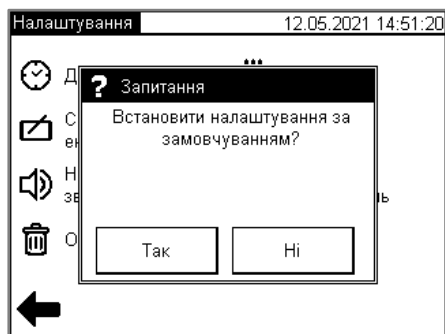 Налаштування 12.05.2021 14:51:20
? Запитання
Встановити налаштування за
замовчуванням?
Так Ні